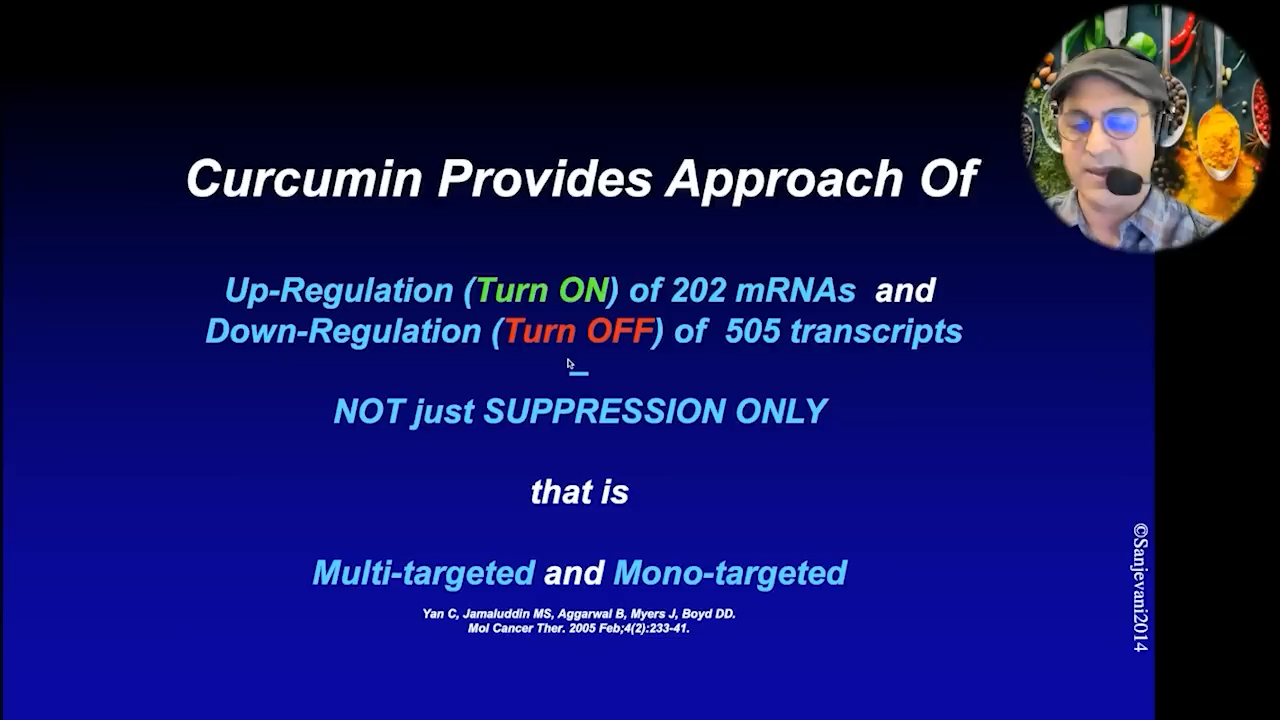 Curcumin Provides Approach Of
Up-Regulation (Turn ON) of 202 mRNAs and
Down-Regulation (Turn OFF) of 505 transcripts
_
NOT just SUPPRESSION ONLY
that is
Multi-targeted and Mono-targeted
Yan C, Jamaluddin MS, Aggarwal B, Myers J, Boyd DD.
Mol Cancer Ther. 2005 Feb;4(2):233-41.
©Sanjevani2014